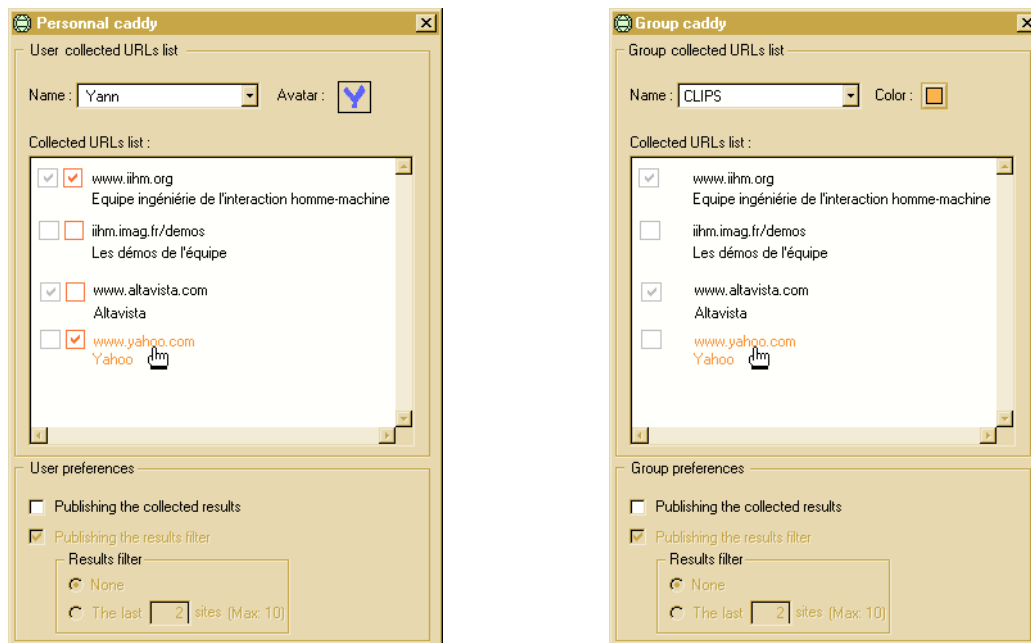 Personnal caddy
User collected URLs list
Name : Yann Avatar :
Collected URLs list :
www.iihm.org
Equipe ingéniérie de l'interaction homme-machine
iihm.imag.fr/demos
Les démos de l'équipe
www.altavista.com
Altavista
www.yahoo.com
Yahoo
User preferences
Publishing the collected results
Publishing the results filter
Results filter
None
The last 2 sites (Max: 10)
Group caddy
Group collected URLs list
Name : CLIPS Color :
Collected URLs list :
www.iihm.org
Equipe ingéniérie de l'interaction homme-machine
iihm.imag.fr/demos
Les démos de l'équipe
www.altavista.com
Altavista
www.yahoo.com
Yahoo
Group preferences
Publishing the collected results
Publishing the results filter
Results filter
None
The last 2 sites (Max: 10)